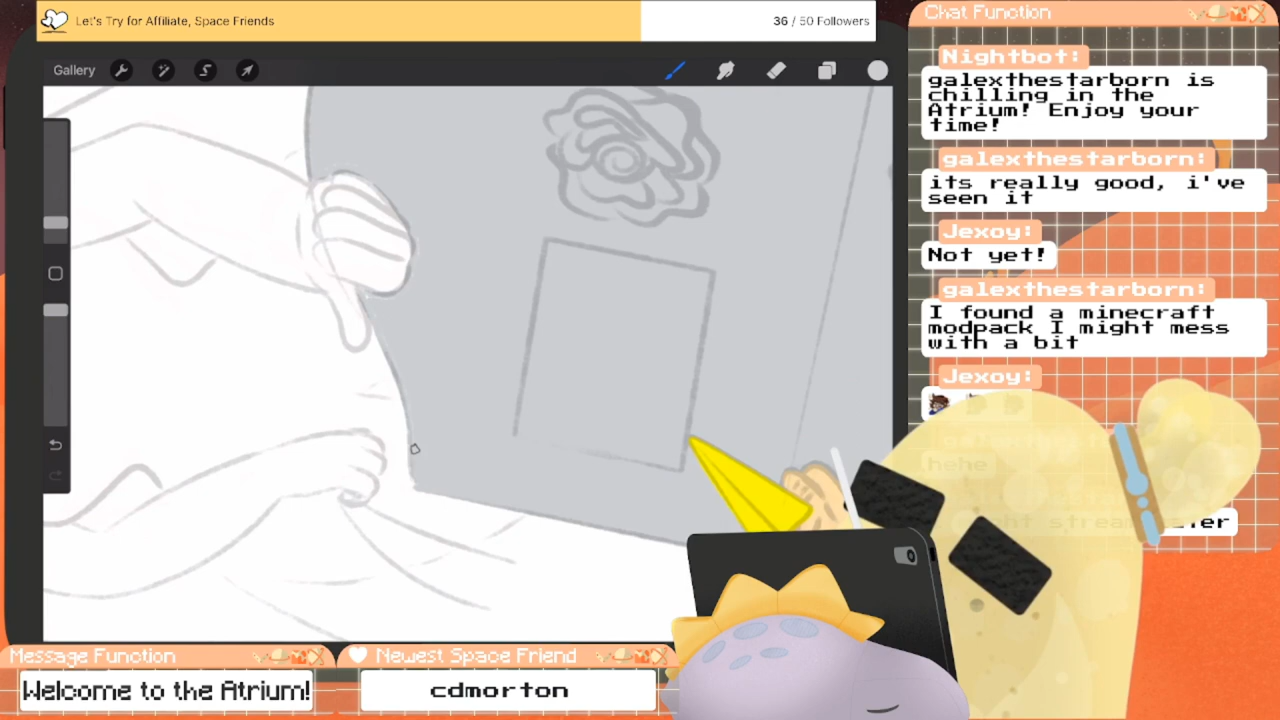 Let's Try for Affiliate, Space Friends
36 / 50 Followers
Gallery
Chat Function
Nightbot:
galexthestarborn is
chilling in the
Atrium! Enjoy your
time!
galexthestarborn:
its really good, i've
seen it
Jexoy:
Not yet!
galexthestarborn:
I found a minecraft
modpack I might mess
with a bit
Jexoy:
hehe
Message Function
Welcome to the Atrium!
Newest Space Friend
cdmorton